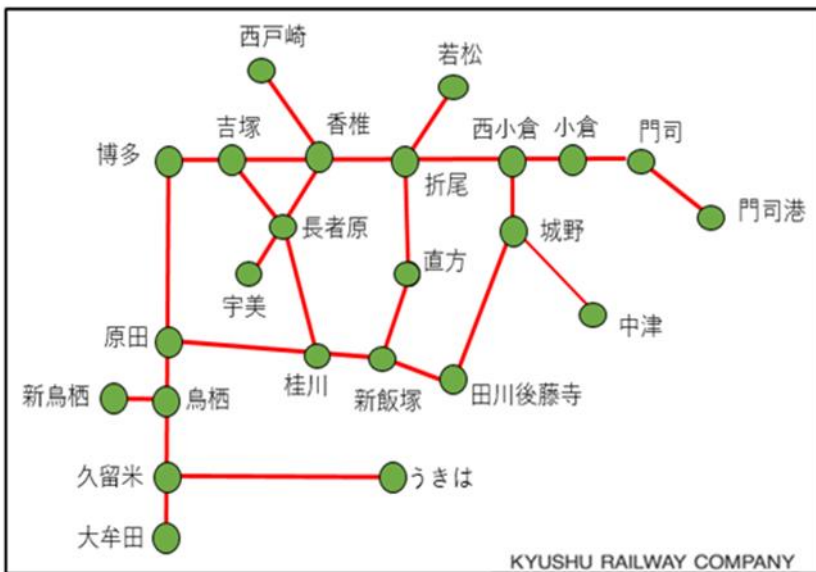 西戸崎
若松
吉塚
香椎
西小倉
小倉
門司
博多
折尾
門司港
長者原
城野
直方
宇美
中津
原田
桂川
新飯塚
田川後藤寺
新鳥栖
鳥栖
久留米
うきは
大牟田
KYUSHU RAILWAY COMPANY